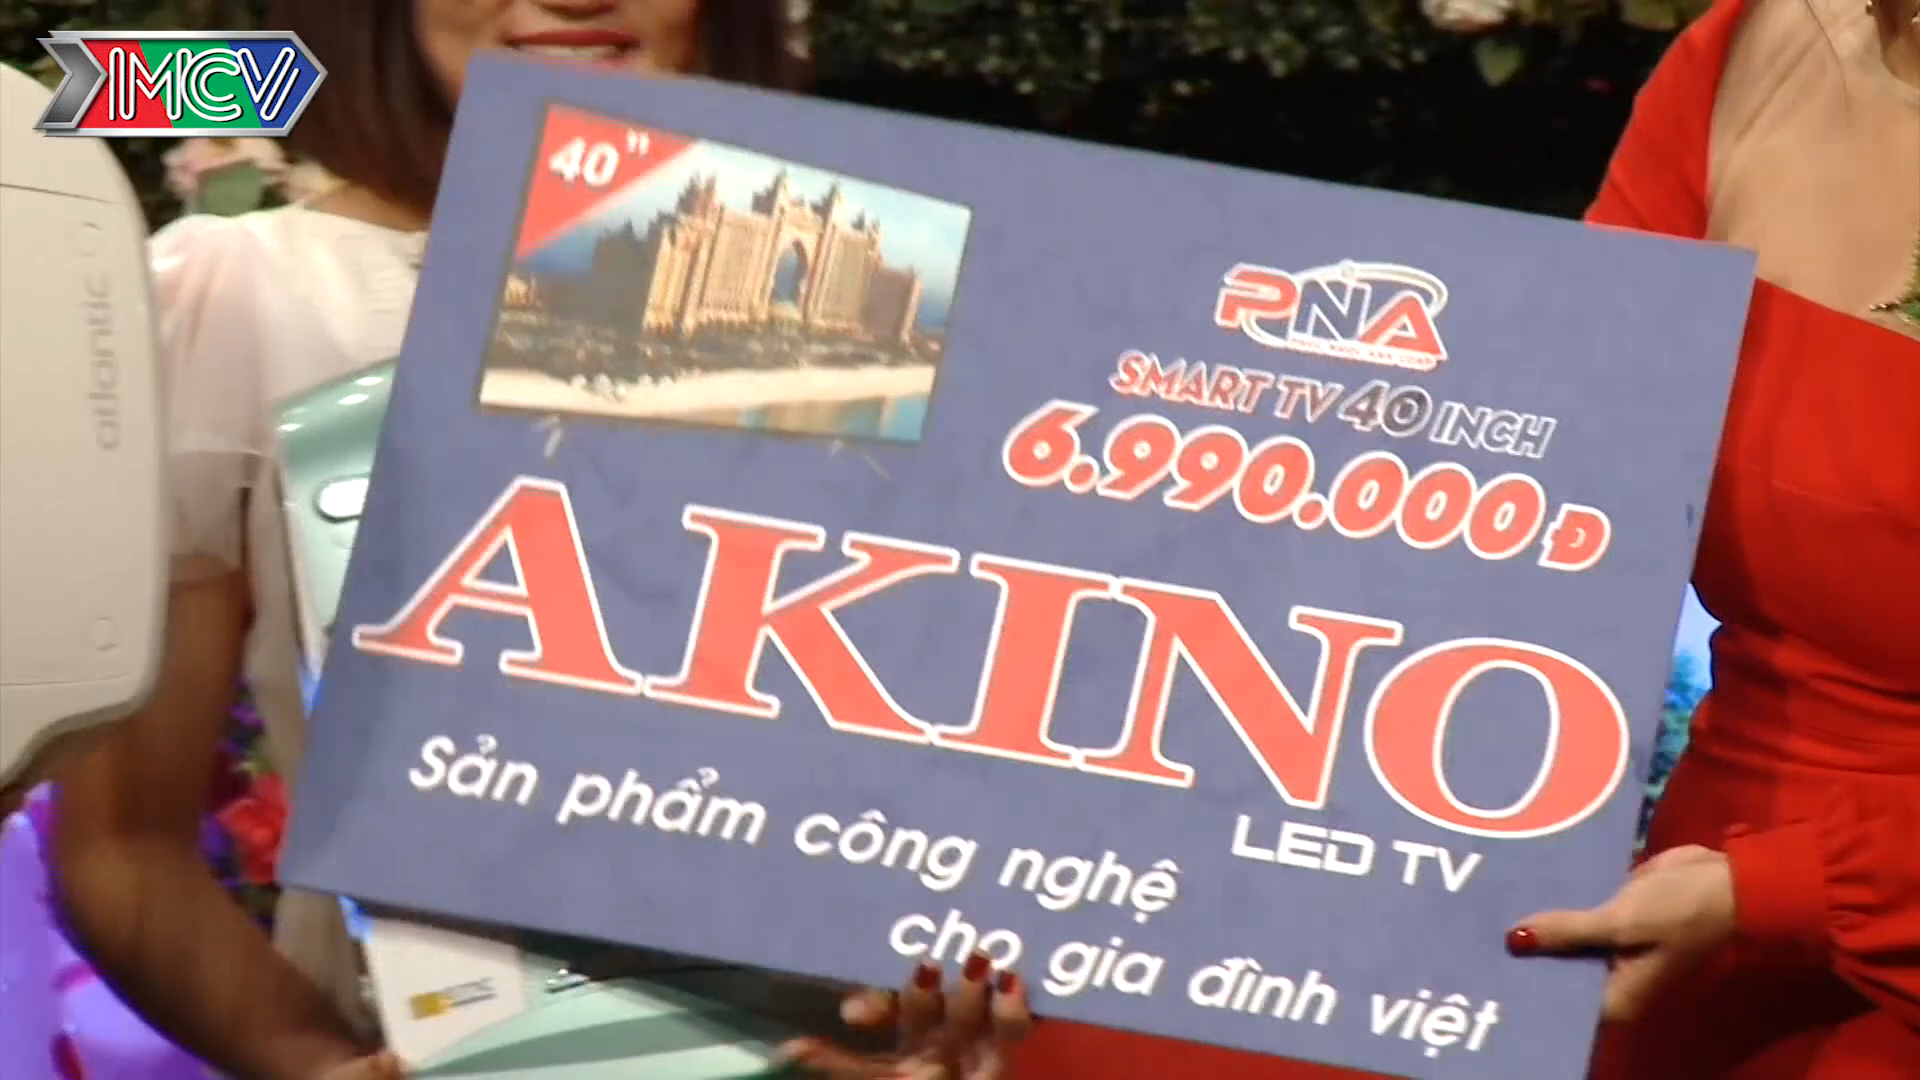 MCV
atlantic
40"
PNA
SMART TV 40 INCH
6.990.000 Đ
AKINO
LED TV
Sản phẩm công nghệ
cho gia đình việt